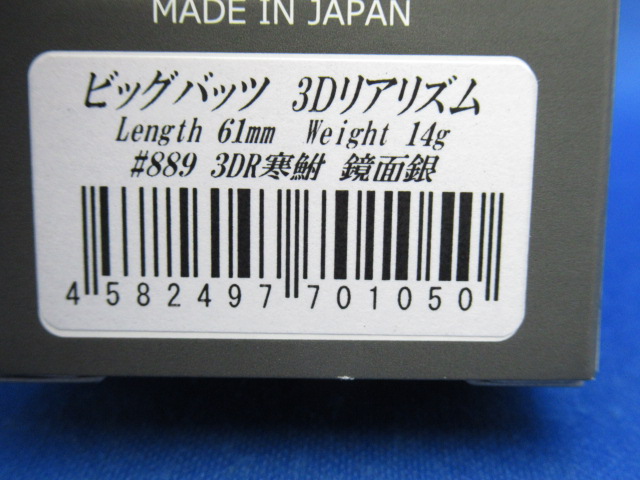 MADE IN JAPAN
ビッグバッツ 3Dリアリズム
Length 61mm Weight 14g
#889 3DR寒鮒 鏡面銀
4 582497 701050